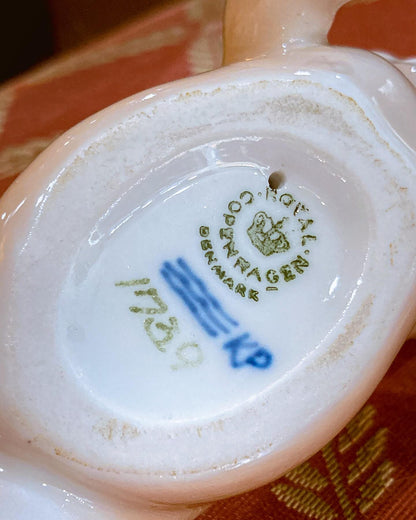 ROYAL COPENHAGEN
DENMARK
KP
1739